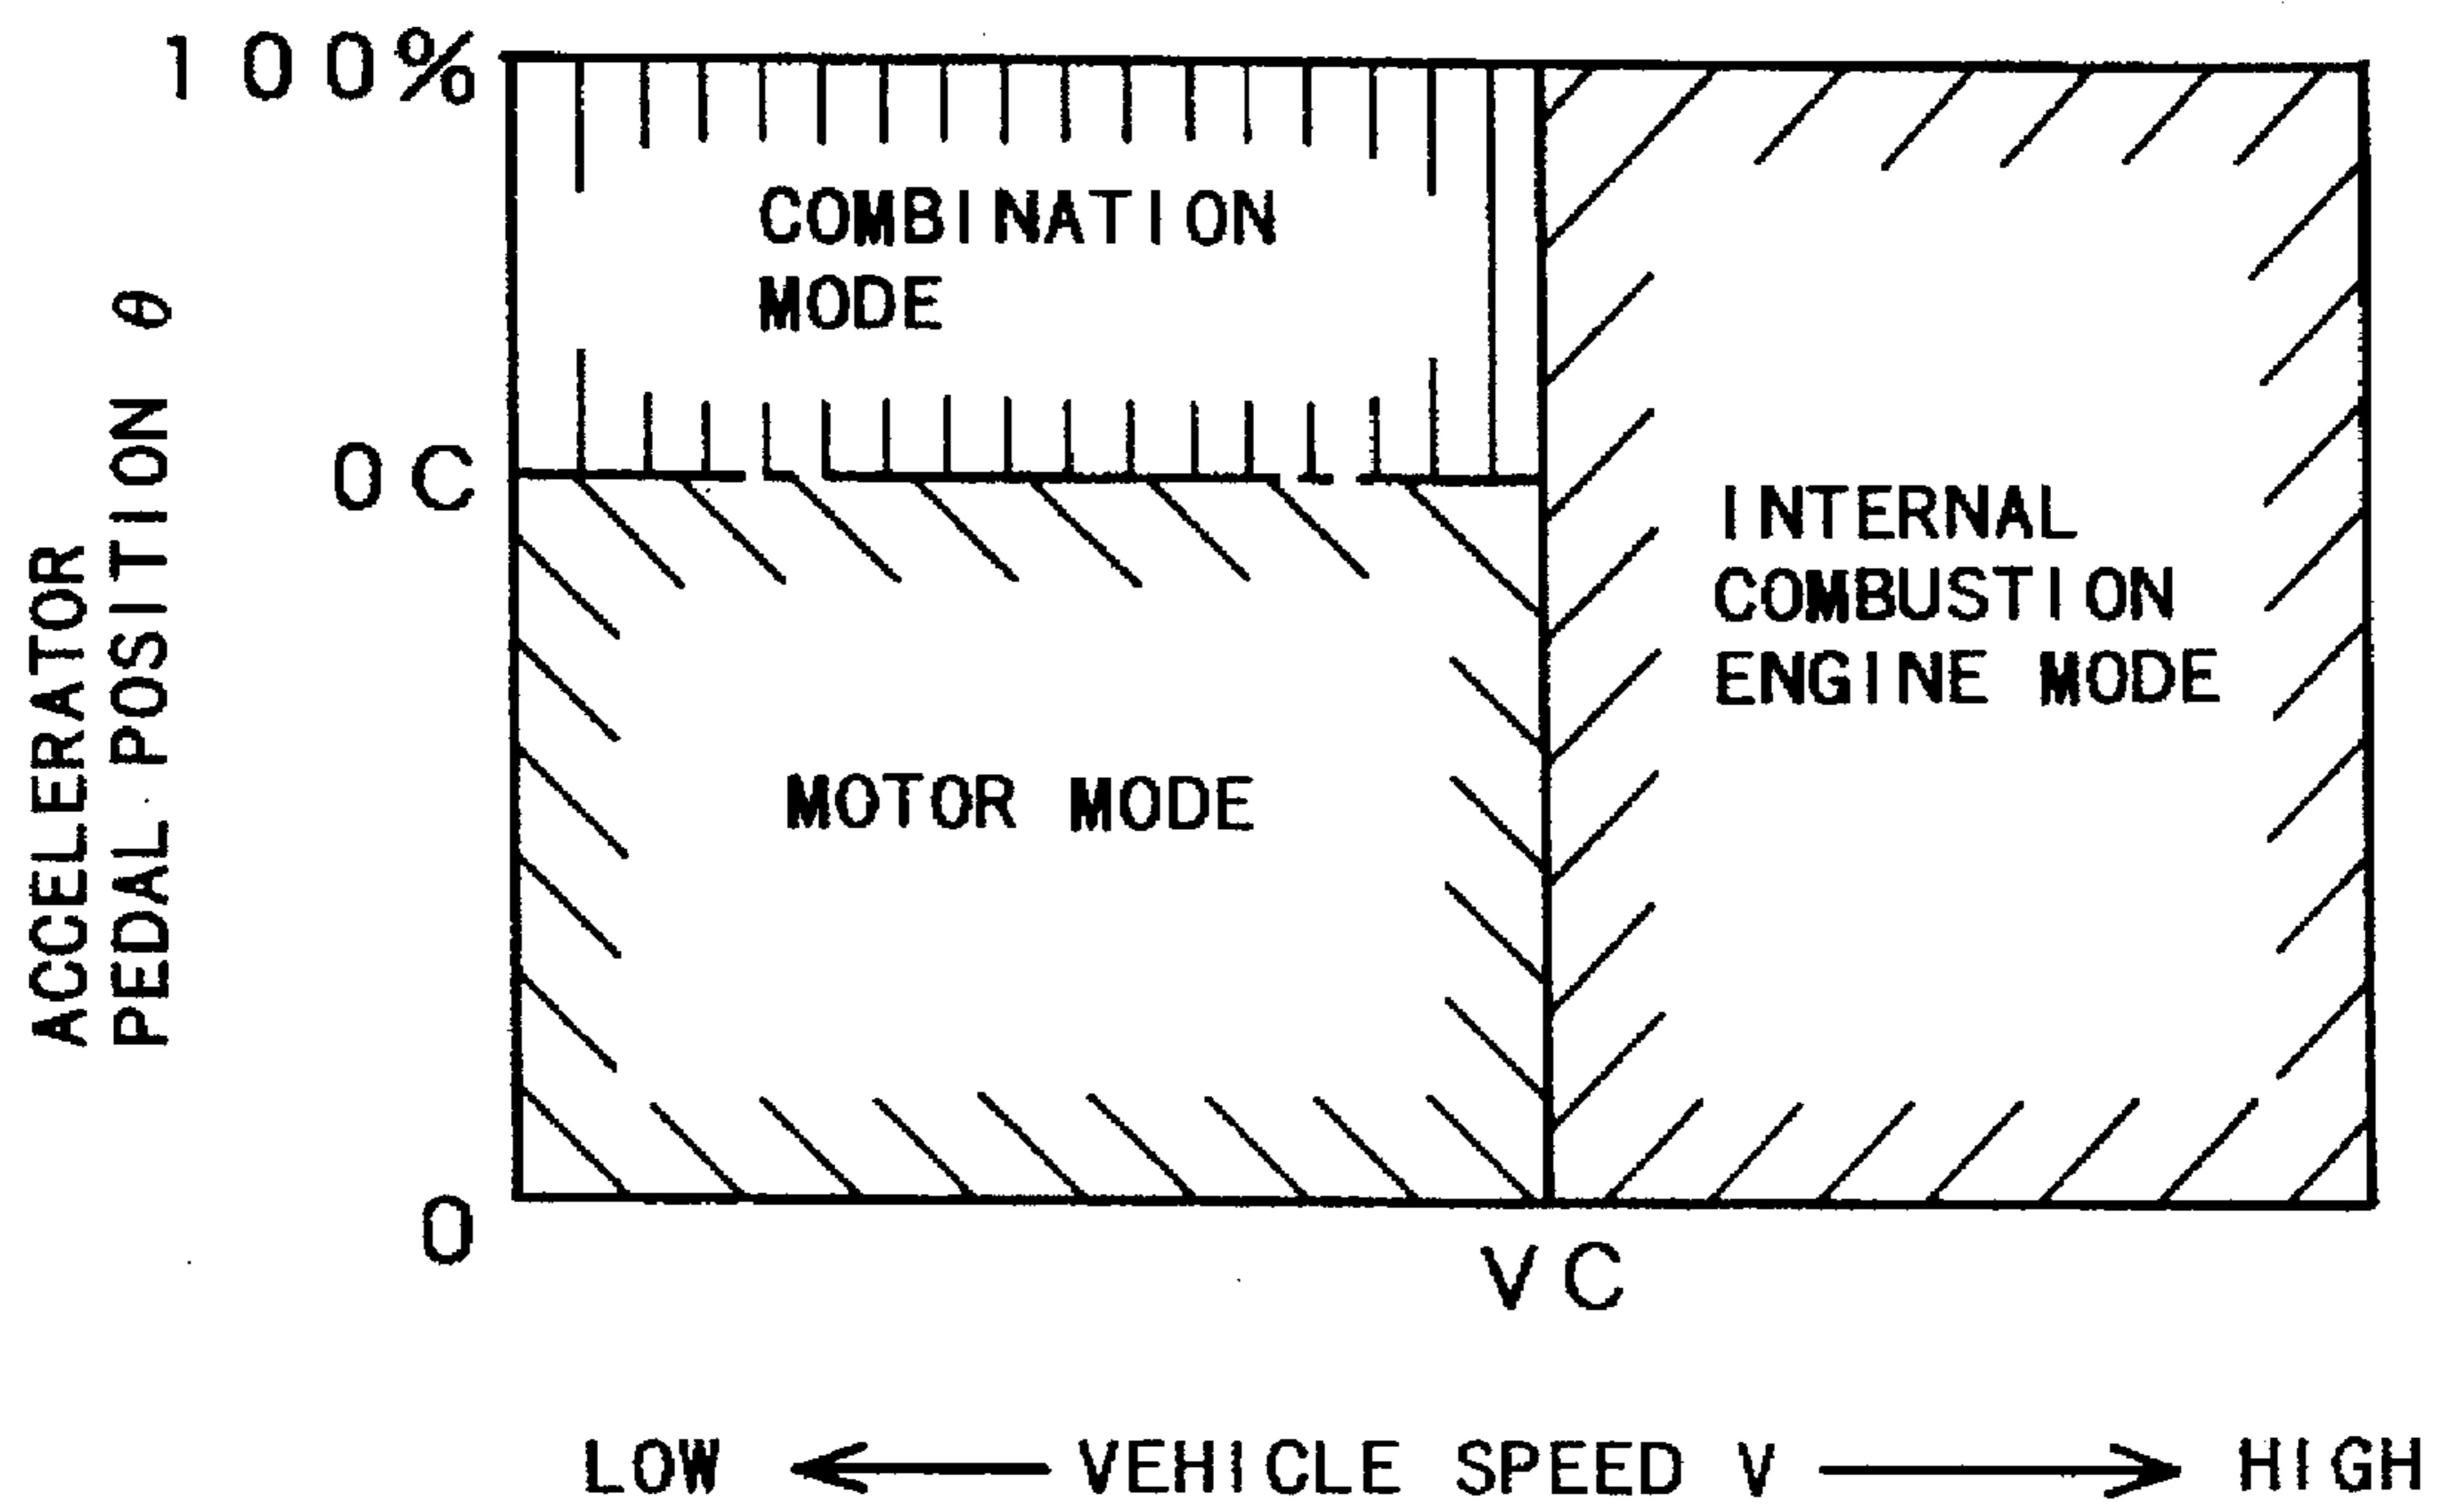 100%
COMBINATION
MODE
ACCELERATOR
PEDAL POSITION θ
0C
INTERNAL
COMBUSTION
ENGINE MODE
MOTOR MODE
0
VC
LOW ← VEHICLE SPEED V → HIGH